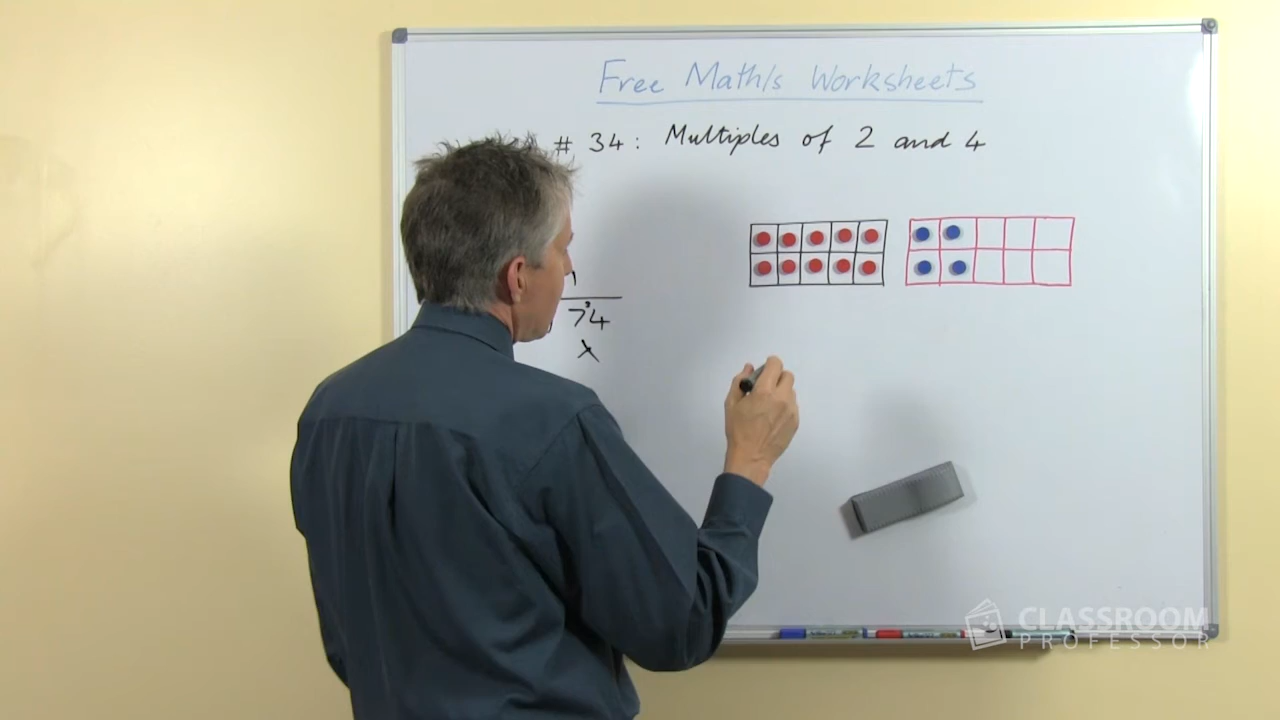 Free Math/s Worksheets
# 34: Multiples of 2 and 4
74
x
CLASSROOM
PROFESSOR